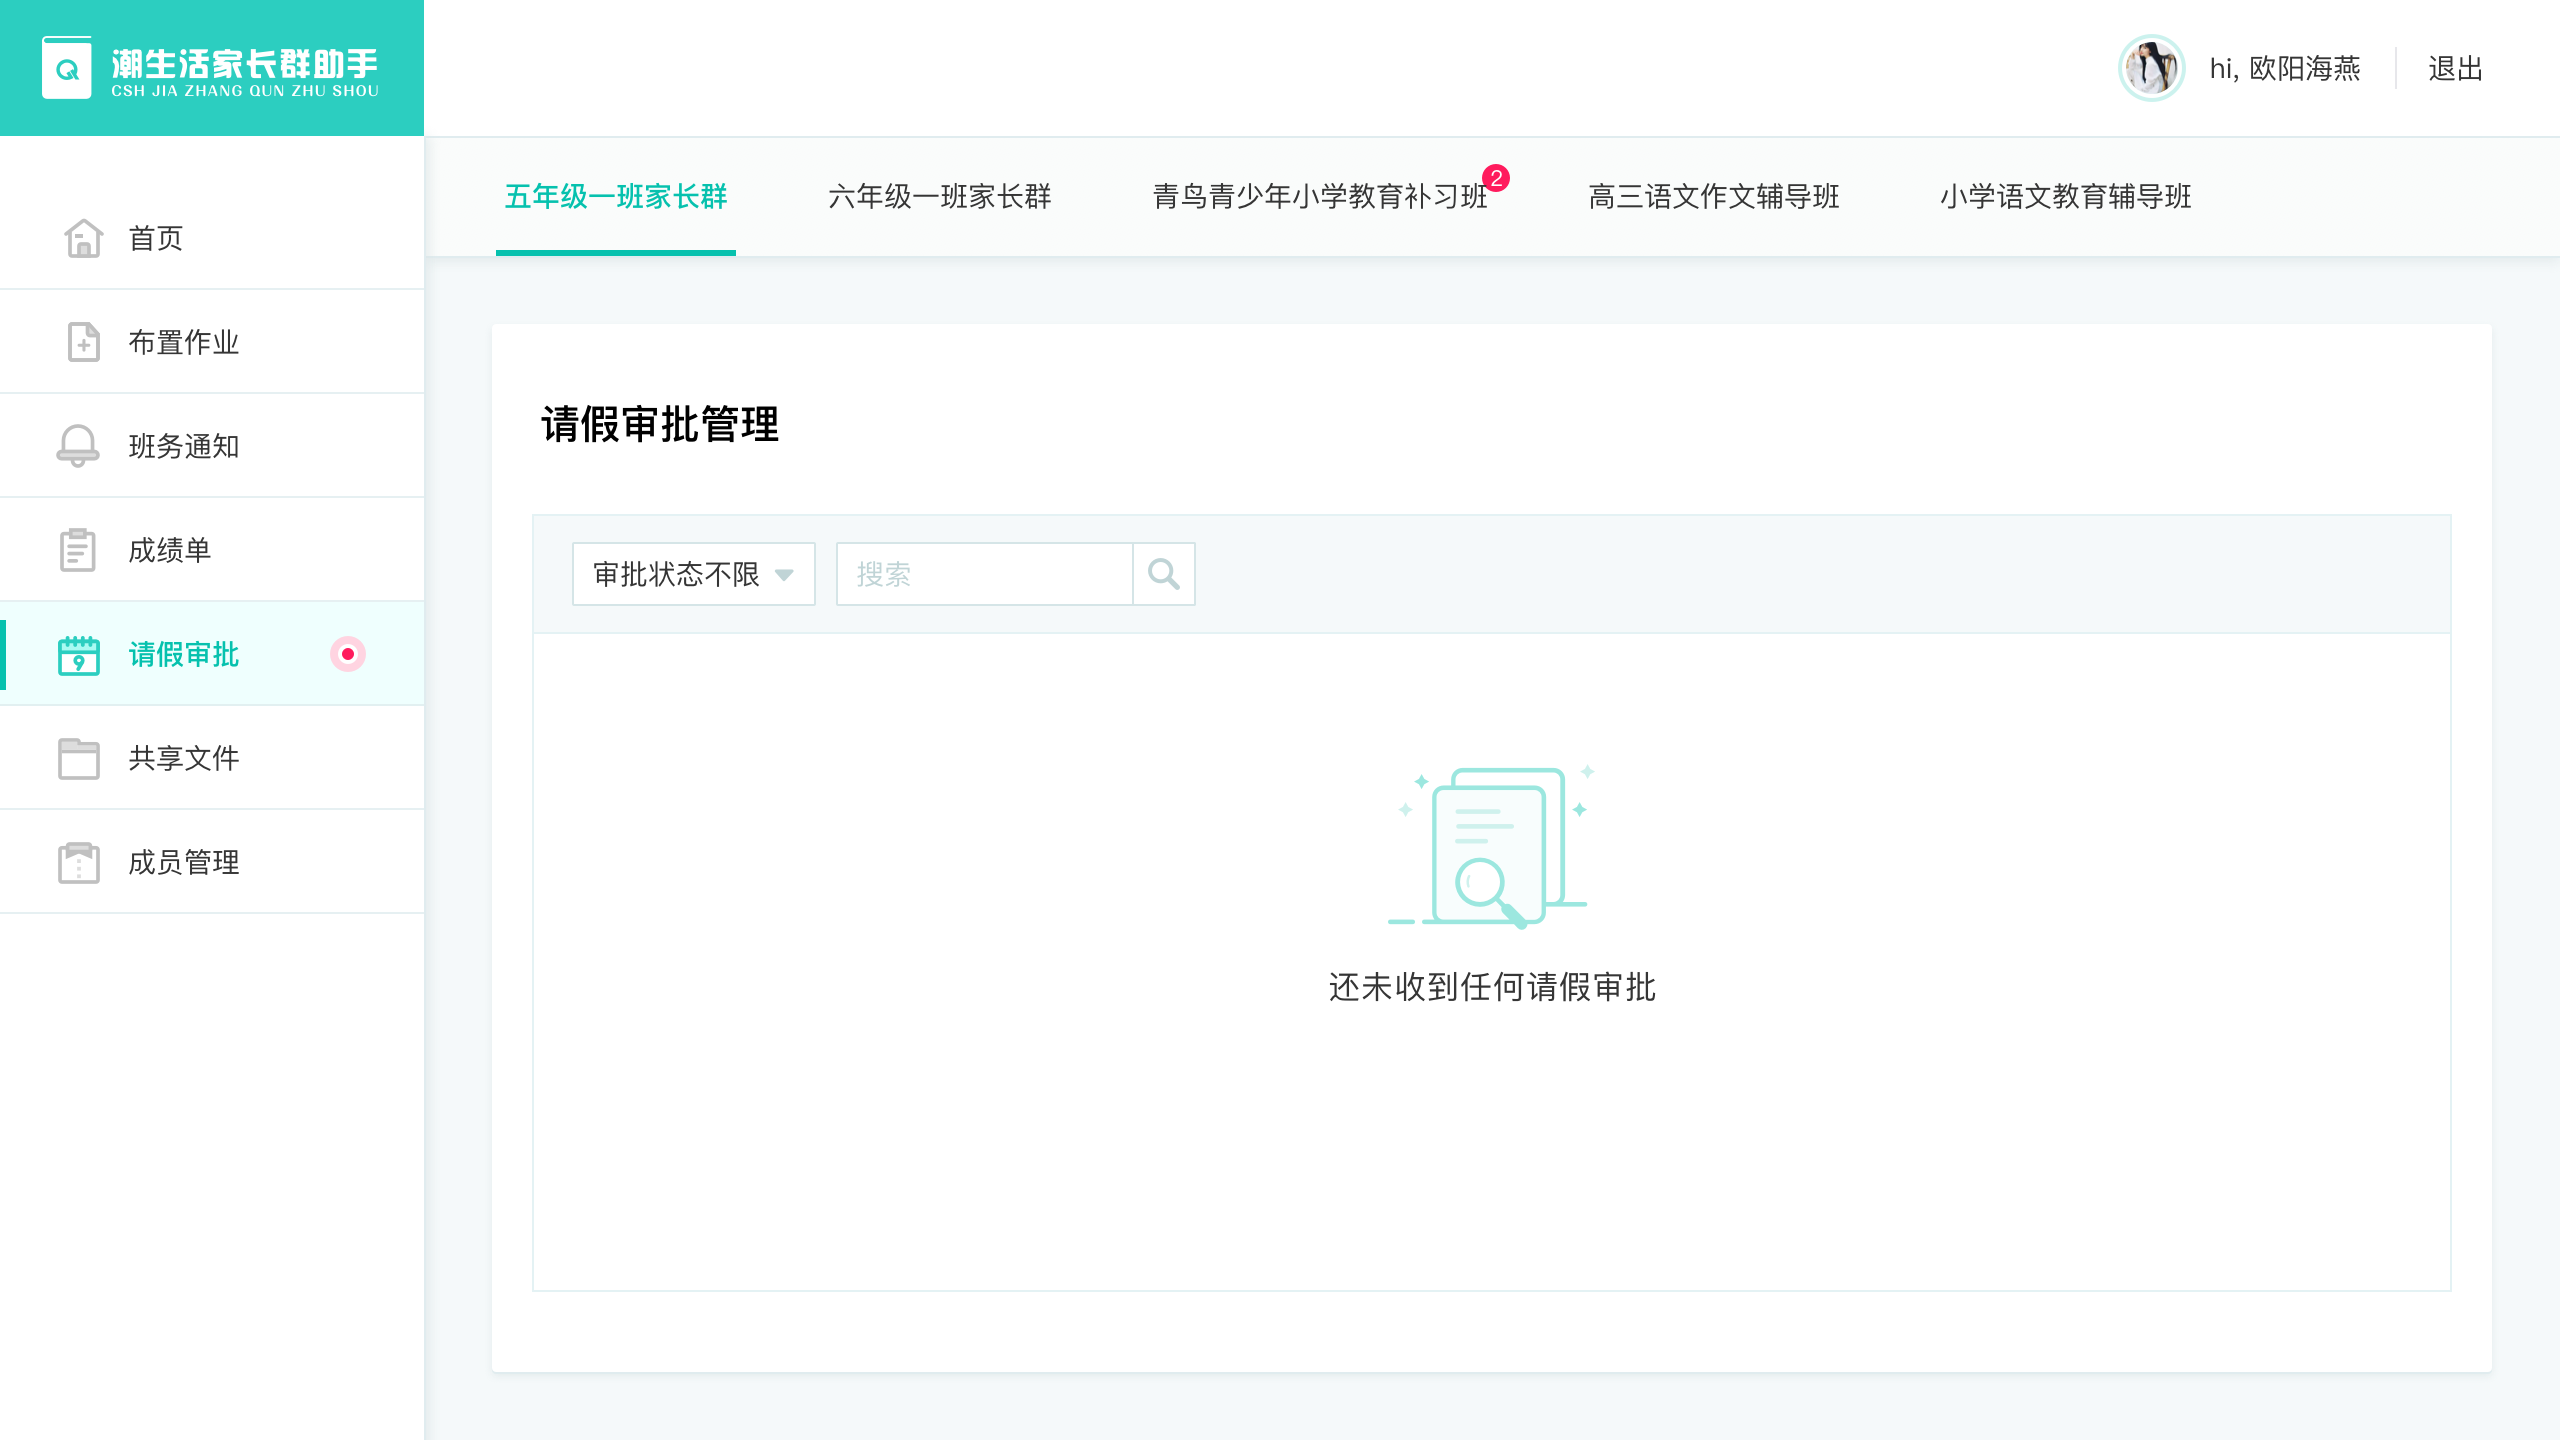 潮生活家长群助手
CSH JIA ZHANG QUN ZHU SHOU
hi, 欧阳海燕
退出
首页
布置作业
班务通知
成绩单
请假审批
共享文件
成员管理
五年级一班家长群
六年级一班家长群
青鸟青少年小学教育补习班
2
高三语文作文辅导班
小学语文教育辅导班
请假审批管理
审批状态不限
搜索
还未收到任何请假审批